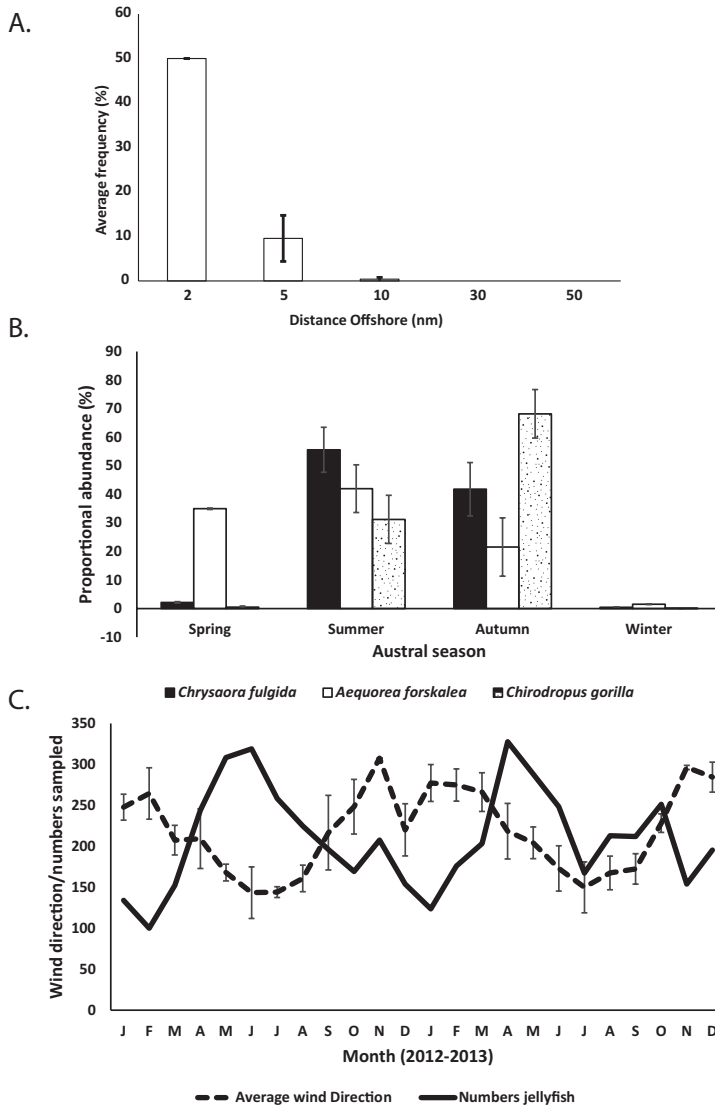 A.
Average frequency (%)
60
50
40
30
20
10
0
2 5 10 30 50
Distance Offshore (nm)
B.
Proportional abundance (%)
90
80
70
60
50
40
30
20
10
0
-10
Spring Summer Autumn Winter
Austral season
Chrysaora fulgida Aequorea forskalea Chirodropus gorilla
C.
Wind direction/numbers sampled
350
300
250
200
150
100
50
0
J F M A M J J A S O N D J F M A M J J A S O N D
Month (2012-2013)
Average wind Direction Numbers jellyfish